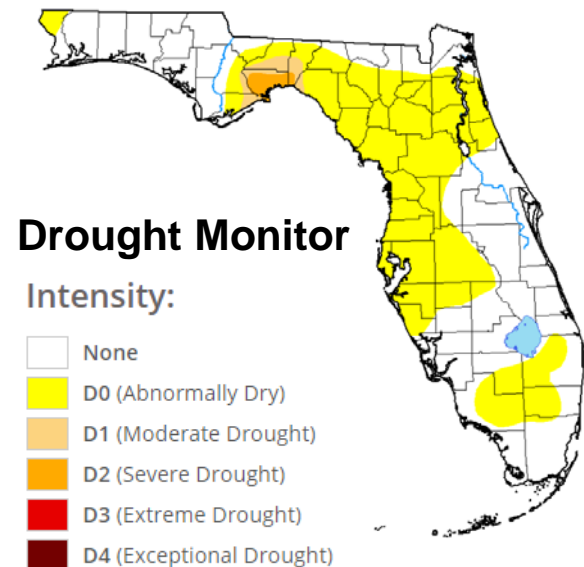 Drought Monitor
Intensity:
None
D0 (Abnormally Dry)
D1 (Moderate Drought)
D2 (Severe Drought)
D3 (Extreme Drought)
D4 (Exceptional Drought)